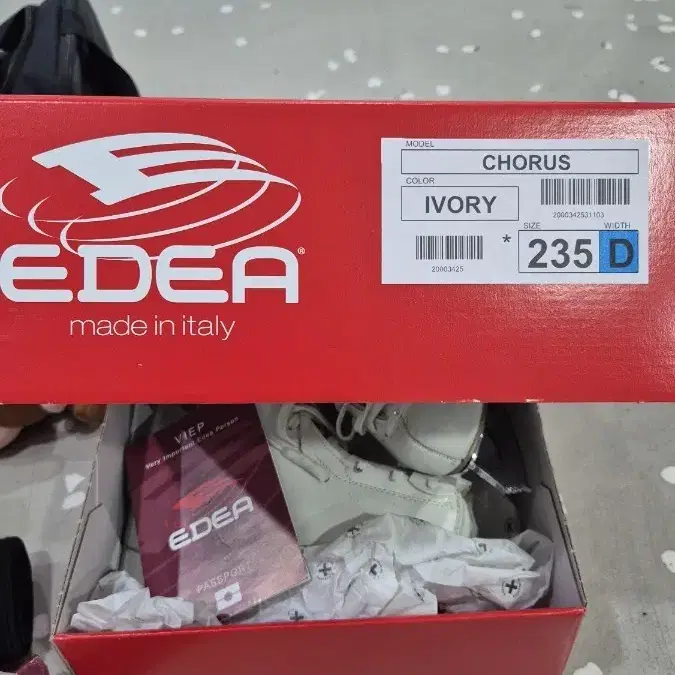 EDEA®
made in italy
MODEL
CHORUS
COLOR
IVORY
2000342531103
SIZE
WIDTH
20003425
* 235 D
VIEP
Very Important Edea Person
EDEA
PASSPORT